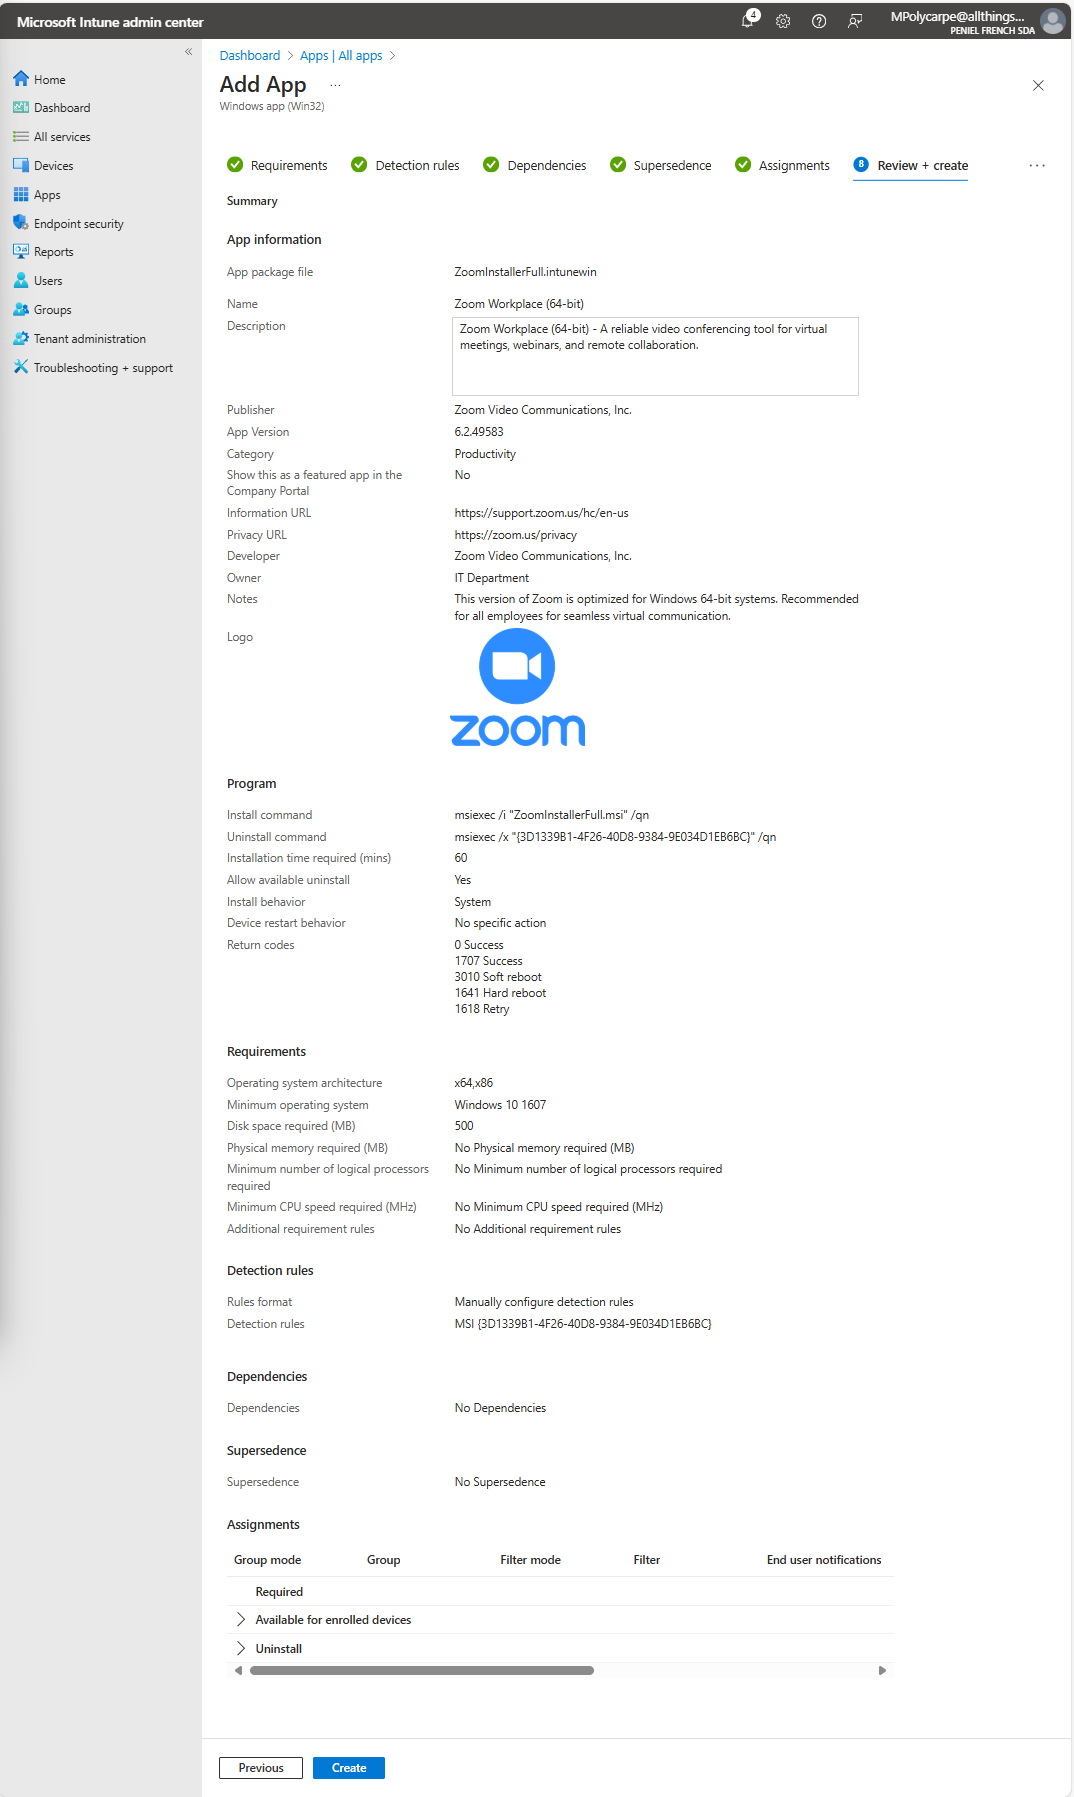 Microsoft Intune admin center
4
MPolycarpe@allthings...
PENIEL FRENCH SDA
«
Home
Dashboard
All services
Devices
Apps
Endpoint security
Reports
Users
Groups
Tenant administration
Troubleshooting + support
Dashboard > Apps | All apps >
Add App ...
Windows app (Win32)
Requirements Detection rules Dependencies Supersedence Assignments 8 Review + create ...
Summary
App information
App package file ZoomInstallerFull.intunewin
Name Zoom Workplace (64-bit)
Description Zoom Workplace (64-bit) - A reliable video conferencing tool for virtual
meetings, webinars, and remote collaboration.
Publisher Zoom Video Communications, Inc.
App Version 6.2.49583
Category Productivity
Show this as a featured app in the No
Company Portal
Information URL https://support.zoom.us/hc/en-us
Privacy URL https://zoom.us/privacy
Developer Zoom Video Communications, Inc.
Owner IT Department
Notes This version of Zoom is optimized for Windows 64-bit systems. Recommended
for all employees for seamless virtual communication.
Logo
zoom
Program
Install command msiexec /i "ZoomInstallerFull.msi" /qn
Uninstall command msiexec /x "{3D1339B1-4F26-40D8-9384-9E034D1EB6BC}" /qn
Installation time required (mins) 60
Allow available uninstall Yes
Install behavior System
Device restart behavior No specific action
Return codes 0 Success
1707 Success
3010 Soft reboot
1641 Hard reboot
1618 Retry
Requirements
Operating system architecture x64,x86
Minimum operating system Windows 10 1607
Disk space required (MB) 500
Physical memory required (MB) No Physical memory required (MB)
Minimum number of logical processors No Minimum number of logical processors required
required
Minimum CPU speed required (MHz) No Minimum CPU speed required (MHz)
Additional requirement rules No Additional requirement rules
Detection rules
Rules format Manually configure detection rules
Detection rules MSI {3D1339B1-4F26-40D8-9384-9E034D1EB6BC}
Dependencies
Dependencies No Dependencies
Supersedence
Supersedence No Supersedence
Assignments
Group mode Group Filter mode Filter End user notifications
Required
Available for enrolled devices
Uninstall
Previous Create